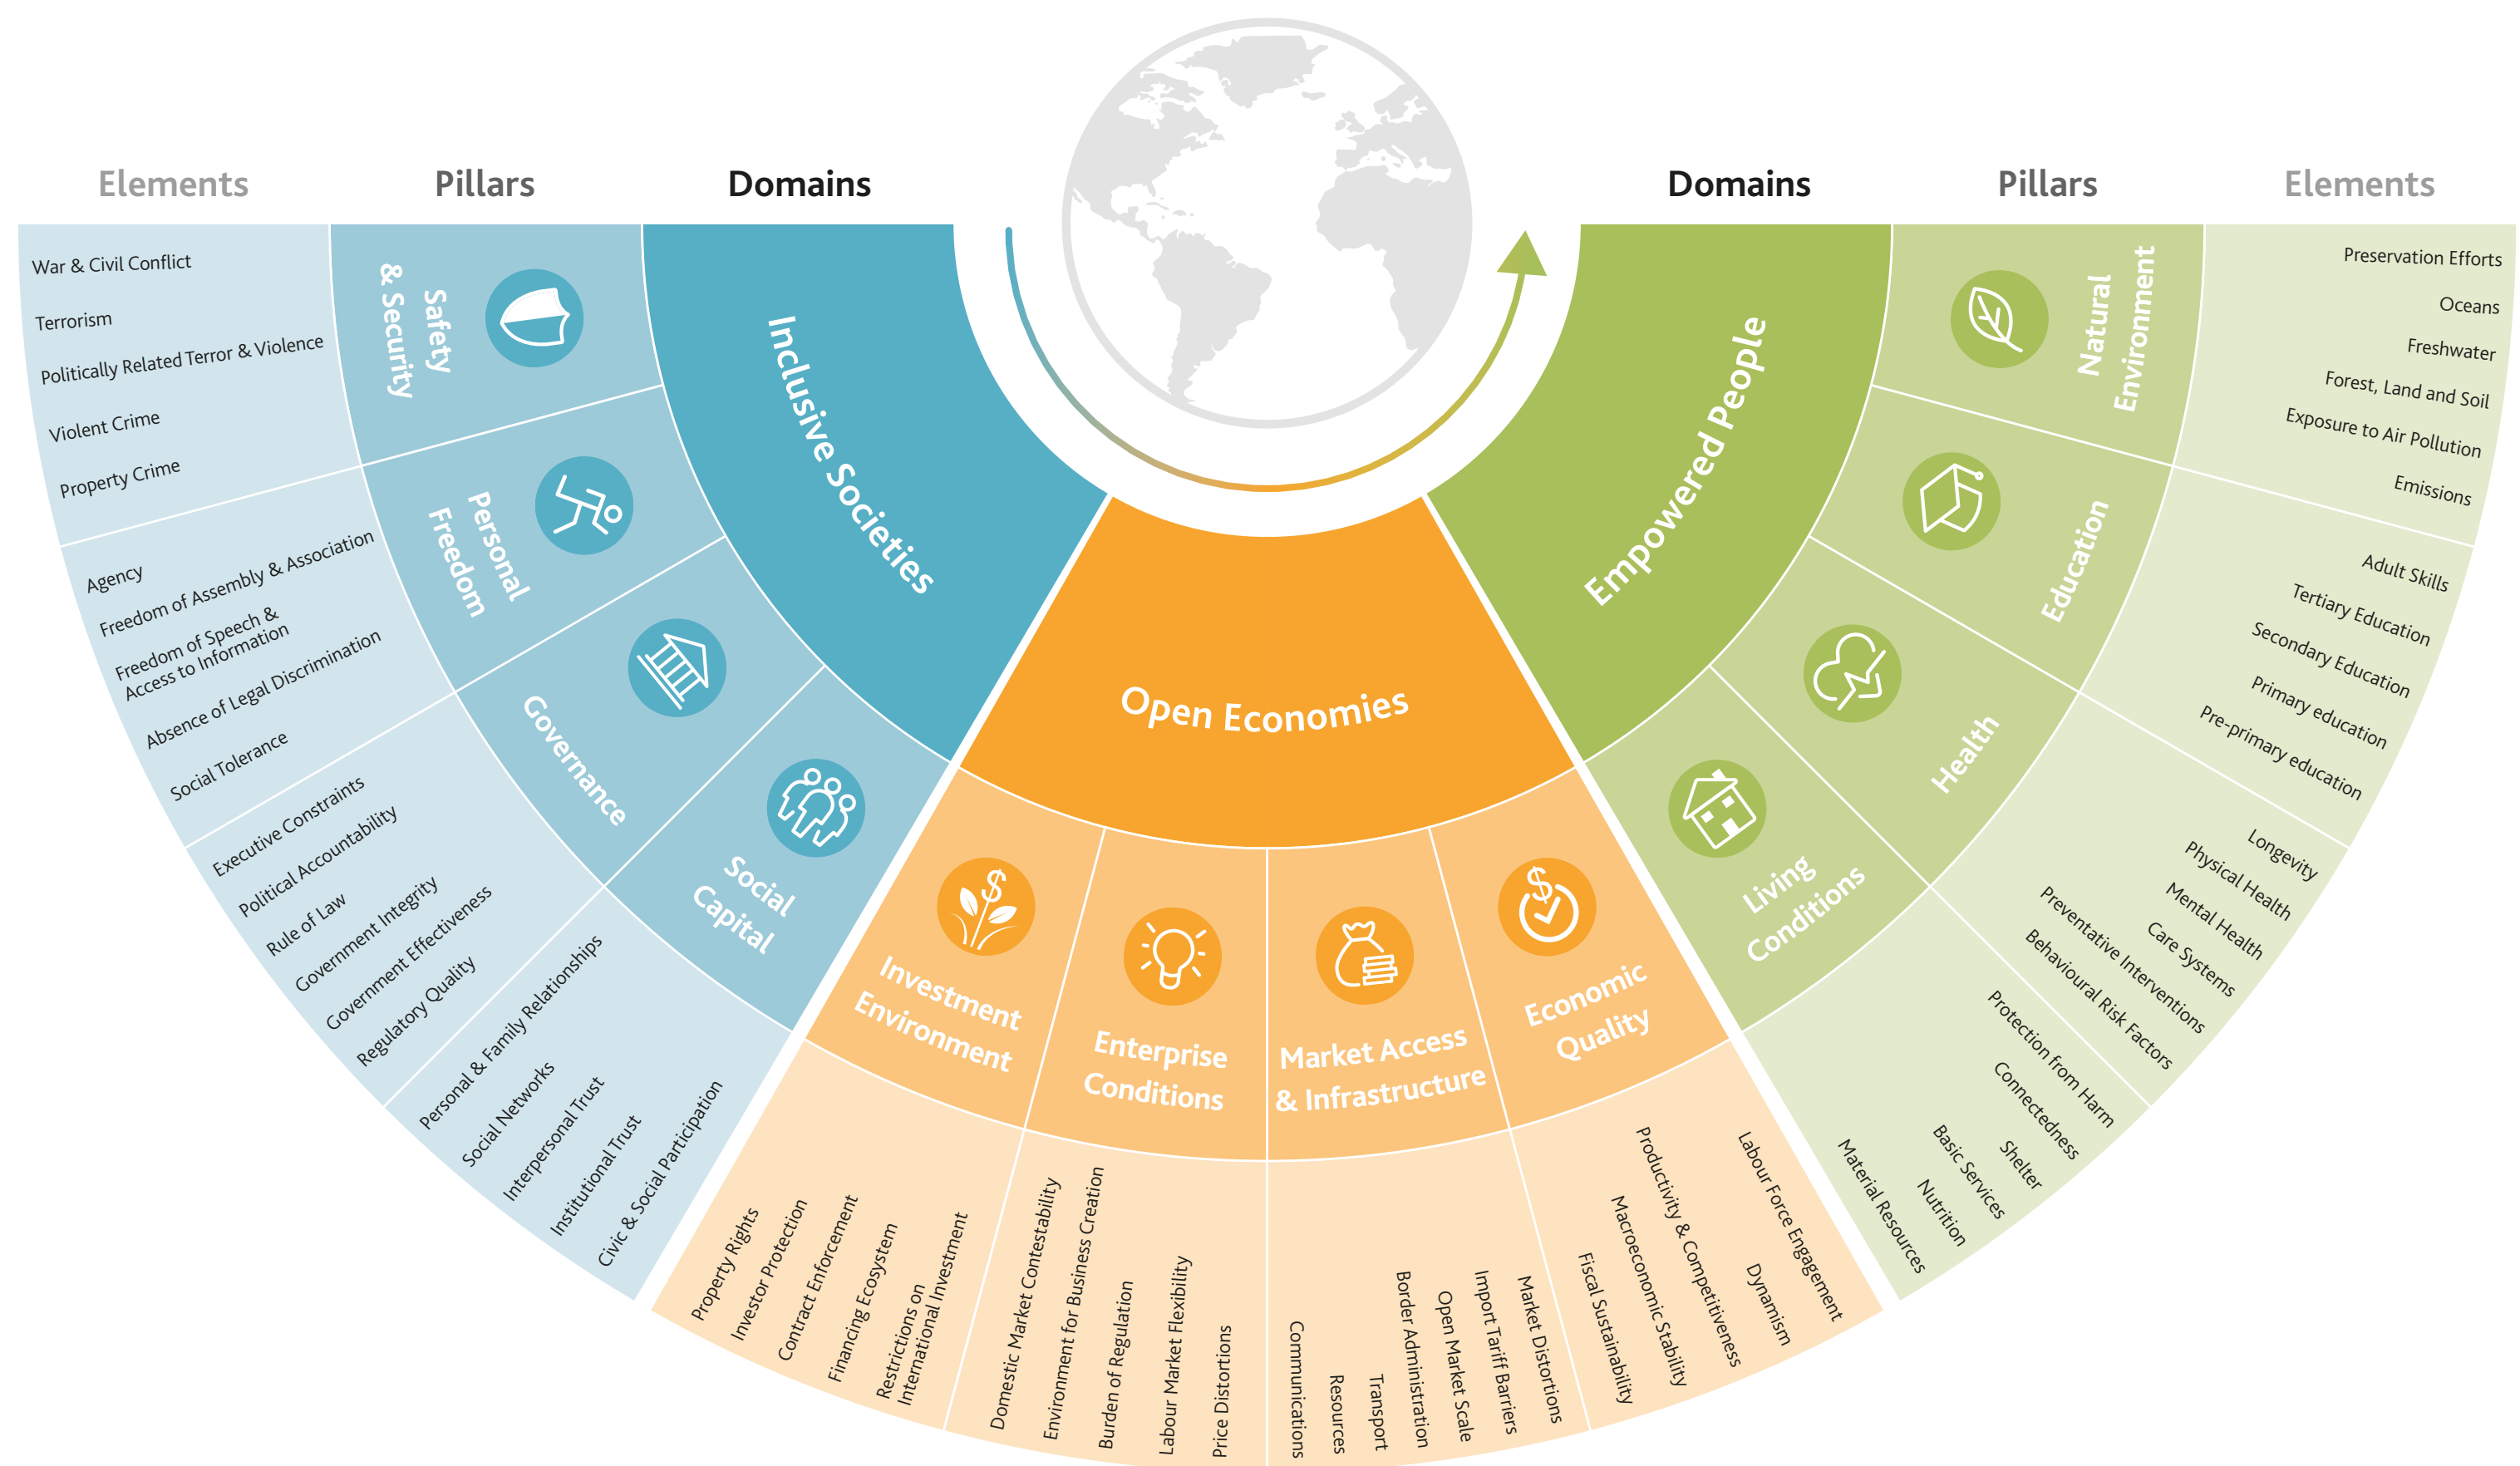 Elements
Pillars
Domains
Domains
Pillars
Elements
Inclusive Societies
Safety
& Security
War & Civil Conflict
Terrorism
Politically Related Terror & Violence
Violent Crime
Property Crime
Personal
Freedom
Agency
Freedom of Assembly & Association
Freedom of Speech &
Access to Information
Absence of Legal Discrimination
Social Tolerance
Governance
Executive Constraints
Political Accountability
Rule of Law
Government Integrity
Government Effectiveness
Regulatory Quality
Social
Capital
Personal & Family Relationships
Social Networks
Interpersonal Trust
Institutional Trust
Civic & Social Participation
Open Economies
Investment
Environment
Property Rights
Investor Protection
Contract Enforcement
Financing Ecosystem
Restrictions on
International Investment
Enterprise
Conditions
Domestic Market Contestability
Environment for Business Creation
Burden of Regulation
Labour Market Flexibility
Price Distortions
Market Access
& Infrastructure
Communications
Resources
Transport
Border Administration
Open Market Scale
Import Tariff Barriers
Market Distortions
Economic
Quality
Fiscal Sustainability
Macroeconomic Stability
Productivity & Competitiveness
Dynamism
Labour Force Engagement
Empowered People
Living
Conditions
Material Resources
Nutrition
Basic Services
Shelter
Connectedness
Protection from Harm
Health
Behavioural Risk Factors
Preventative Interventions
Care Systems
Mental Health
Physical Health
Longevity
Education
Pre-primary education
Primary education
Secondary Education
Tertiary Education
Adult Skills
Natural
Environment
Emissions
Exposure to Air Pollution
Forest, Land and Soil
Freshwater
Oceans
Preservation Efforts
$
$